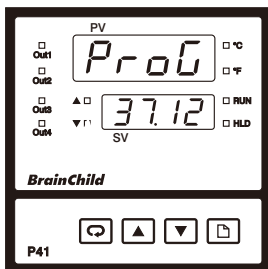 PV
Out1
ProG
°C
Out2
°F
Out3
▲
37.12
RUN
Out4
▼
HLD
SV
BrainChild
P41